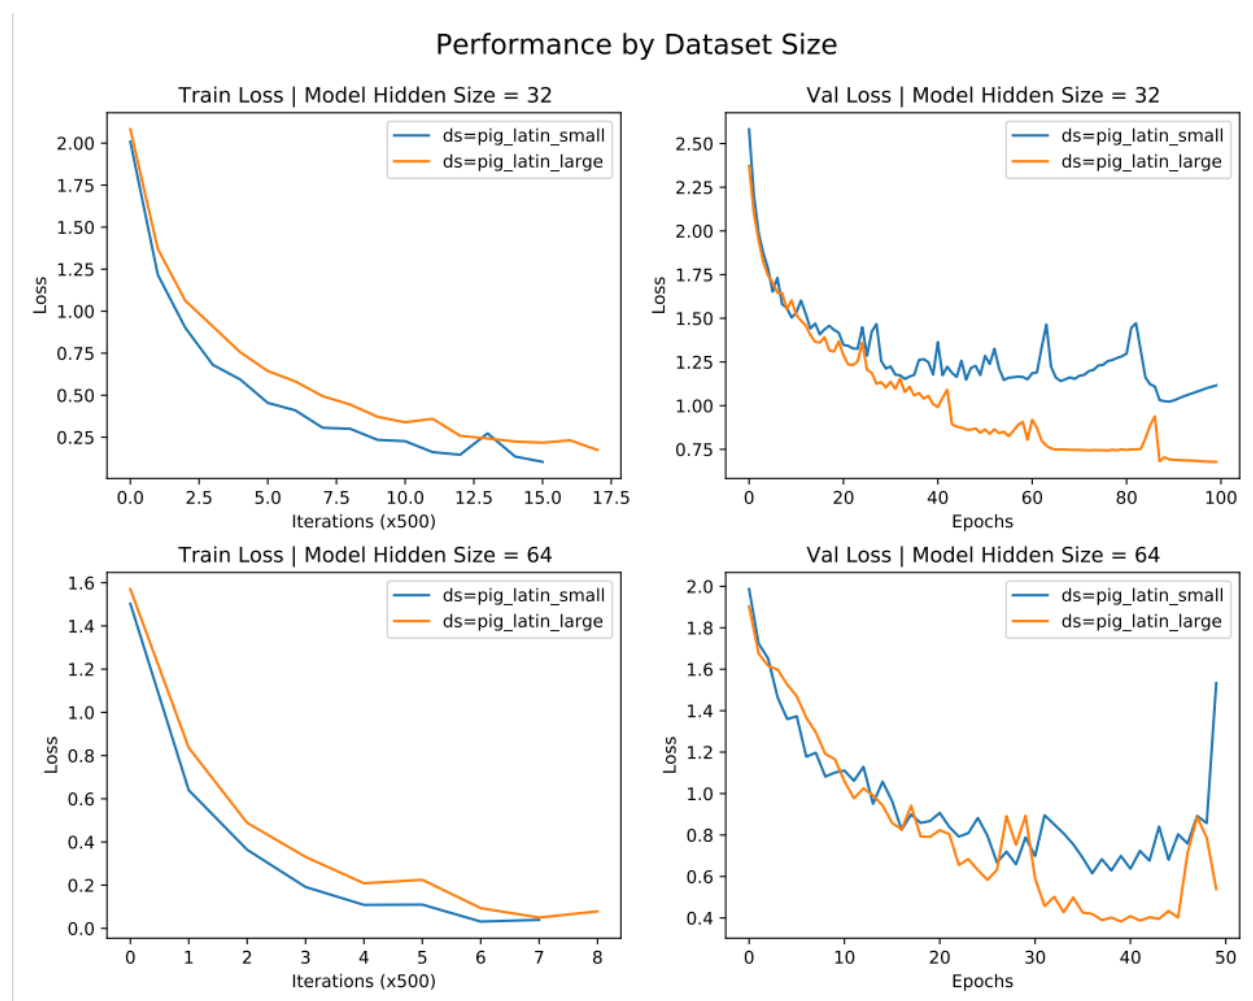 Performance by Dataset Size
Train Loss | Model Hidden Size = 32
ds=pig_latin_small
ds=pig_latin_large
2.00
1.75
1.50
1.25
1.00
0.75
0.50
0.25
Loss
0.0 2.5 5.0 7.5 10.0 12.5 15.0 17.5
Iterations (x500)
Val Loss | Model Hidden Size = 32
ds=pig_latin_small
ds=pig_latin_large
2.50
2.25
2.00
1.75
1.50
1.25
1.00
0.75
Loss
0 20 40 60 80 100
Epochs
Train Loss | Model Hidden Size = 64
ds=pig_latin_small
ds=pig_latin_large
1.6
1.4
1.2
1.0
0.8
0.6
0.4
0.2
0.0
Loss
0 1 2 3 4 5 6 7 8
Iterations (x500)
Val Loss | Model Hidden Size = 64
ds=pig_latin_small
ds=pig_latin_large
2.0
1.8
1.6
1.4
1.2
1.0
0.8
0.6
0.4
Loss
0 10 20 30 40 50
Epochs